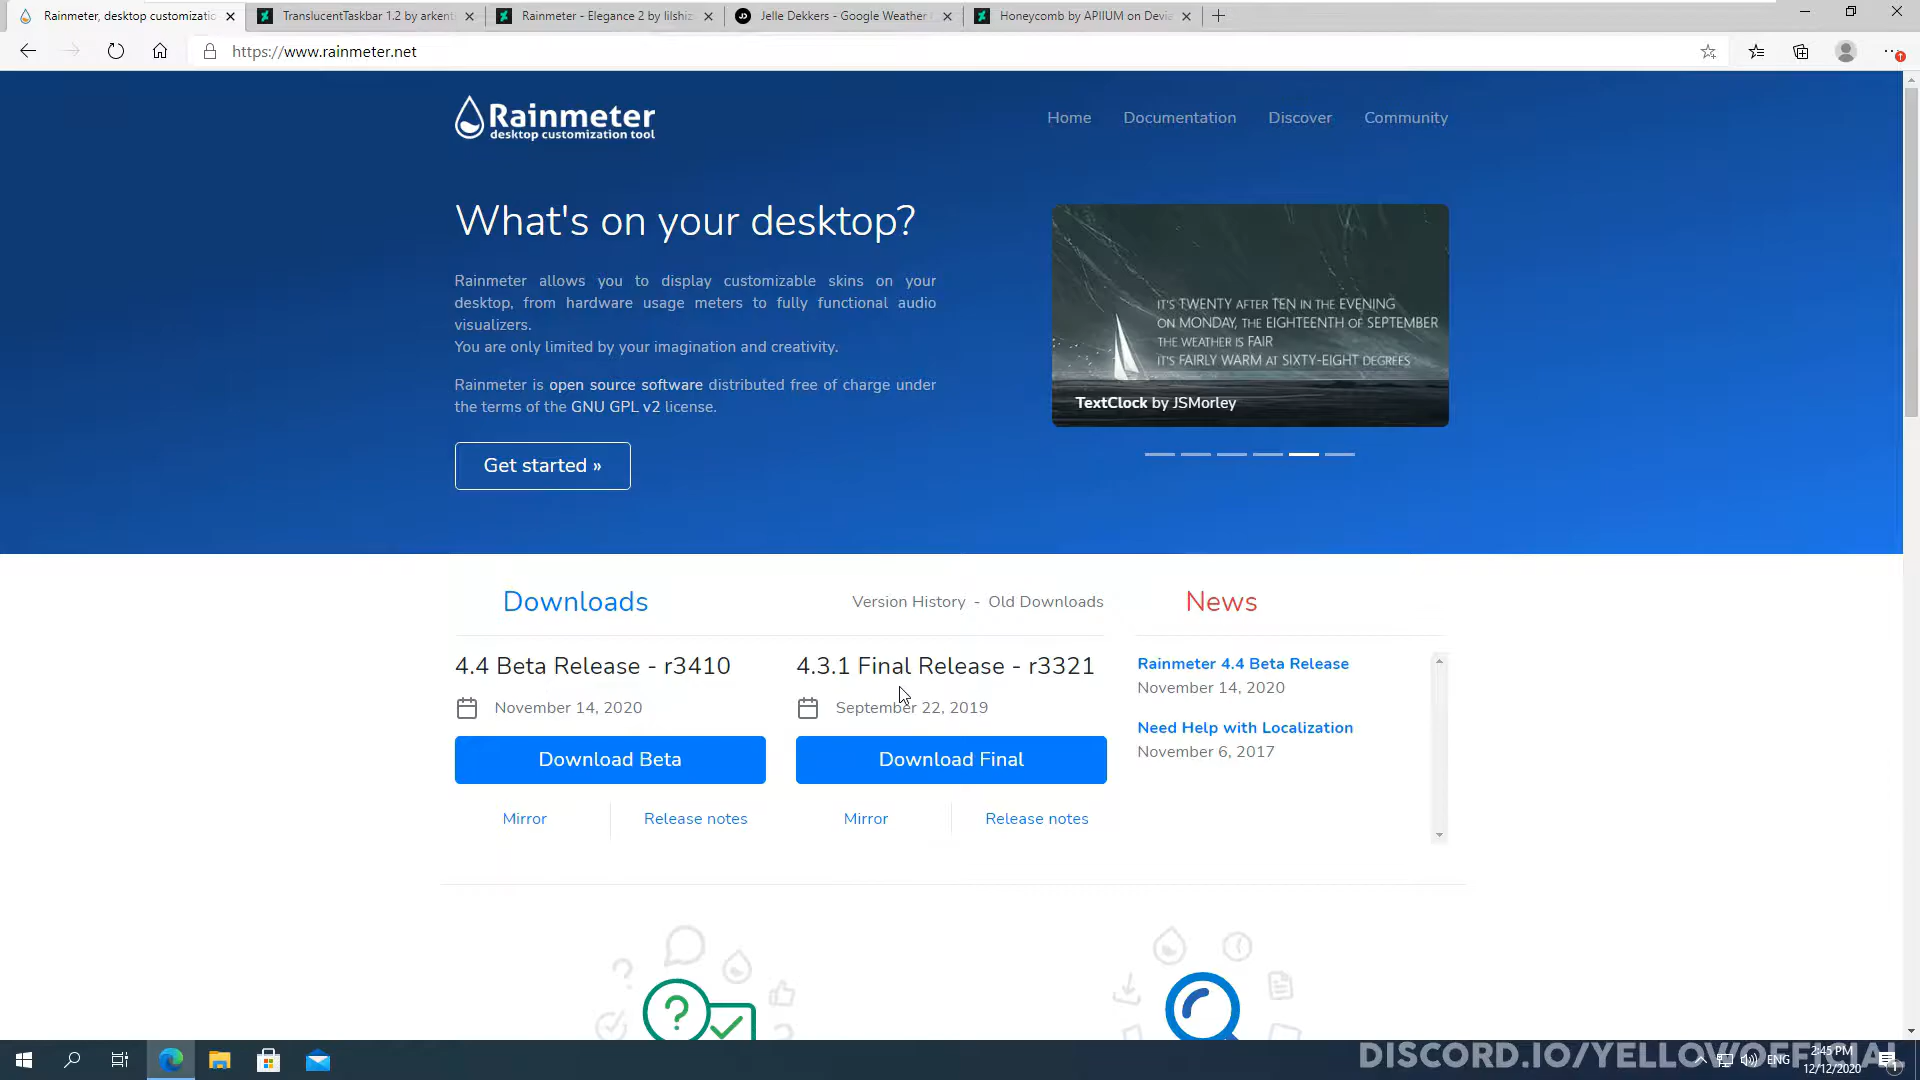 Rainmeter, desktop customizatio
TranslucentTaskbar 1.2 by arkent
Rainmeter - Elegance 2 by lilshiz
Jelle Dekkers - Google Weather
Honeycomb by APIIUM on Devia
https://www.rainmeter.net
Rainmeter
desktop customization tool
Home
Documentation
Discover
Community
What's on your desktop?
Rainmeter allows you to display customizable skins on your
desktop, from hardware usage meters to fully functional audio
visualizers.
You are only limited by your imagination and creativity.
Rainmeter is open source software distributed free of charge under
the terms of the GNU GPL v2 license.
Get started »
IT'S TWENTY AFTER TEN IN THE EVENING
ON MONDAY, THE EIGHTEENTH OF SEPTEMBER
THE WEATHER IS FAIR
IT'S FAIRLY WARM AT SIXTY-EIGHT DEGREES
TextClock by JSMorley
Downloads
Version History - Old Downloads
News
4.4 Beta Release - r3410
November 14, 2020
Download Beta
Mirror
Release notes
4.3.1 Final Release - r3321
September 22, 2019
Download Final
Mirror
Release notes
Rainmeter 4.4 Beta Release
November 14, 2020
Need Help with Localization
November 6, 2017
DISCORD.IO/YELLOWOFFICIAL
ENG
2:45 PM
12/12/2020